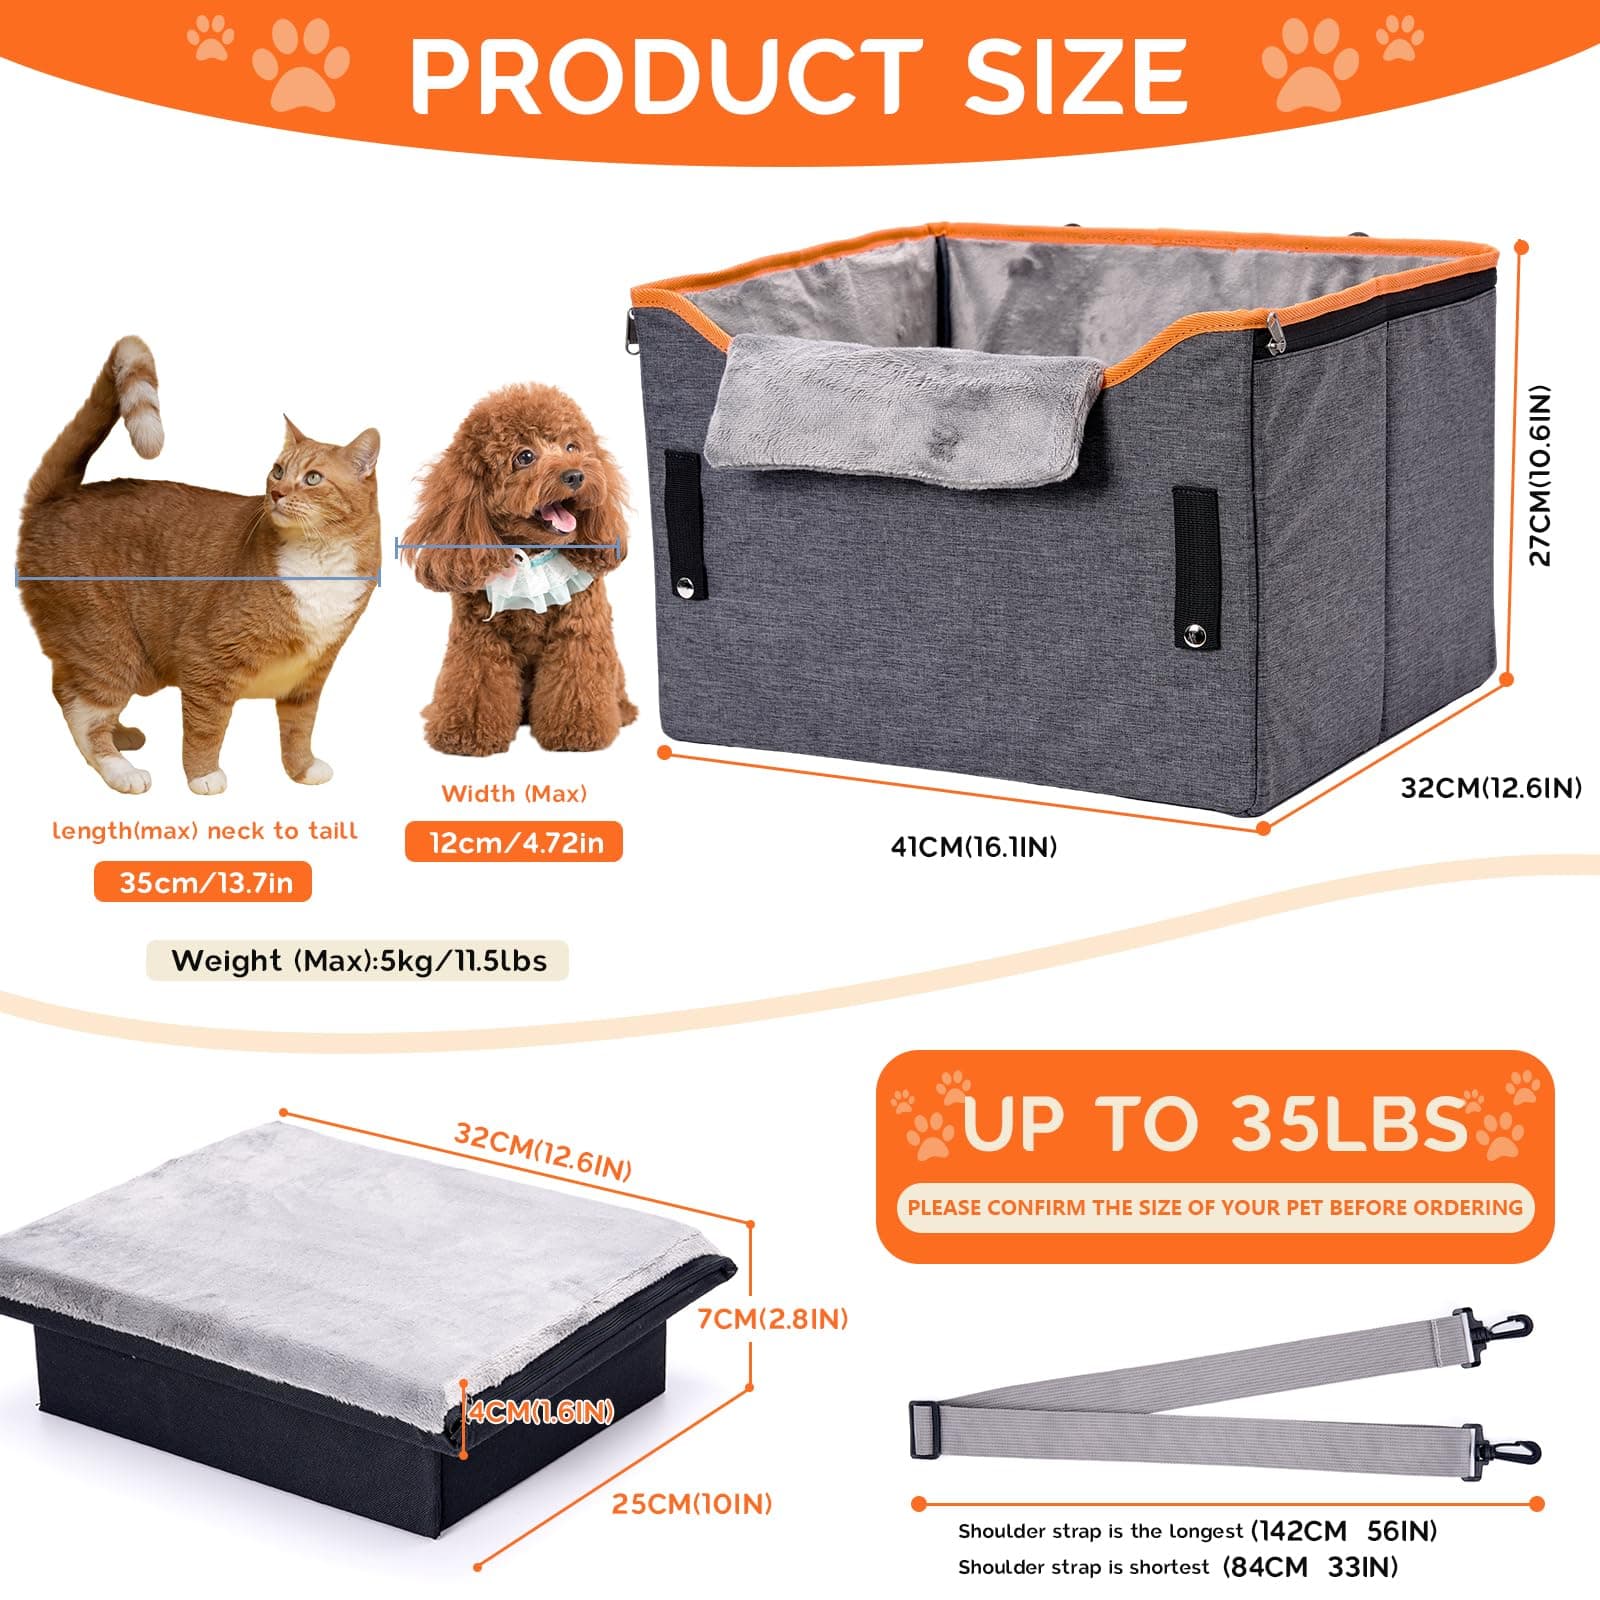 PRODUCT SIZE
27CM(10.6IN)
32CM(12.6IN)
41CM(16.1IN)
Width (Max)
12cm/4.72in
length(max) neck to taill
35cm/13.7in
Weight (Max):5kg/11.5lbs
32CM(12.6IN)
7CM(2.8IN)
4CM(1.6IN)
25CM(10IN)
UP TO 35LBS
PLEASE CONFIRM THE SIZE OF YOUR PET BEFORE ORDERING
Shoulder strap is the longest (142CM 56IN)
Shoulder strap is shortest (84CM 33IN)